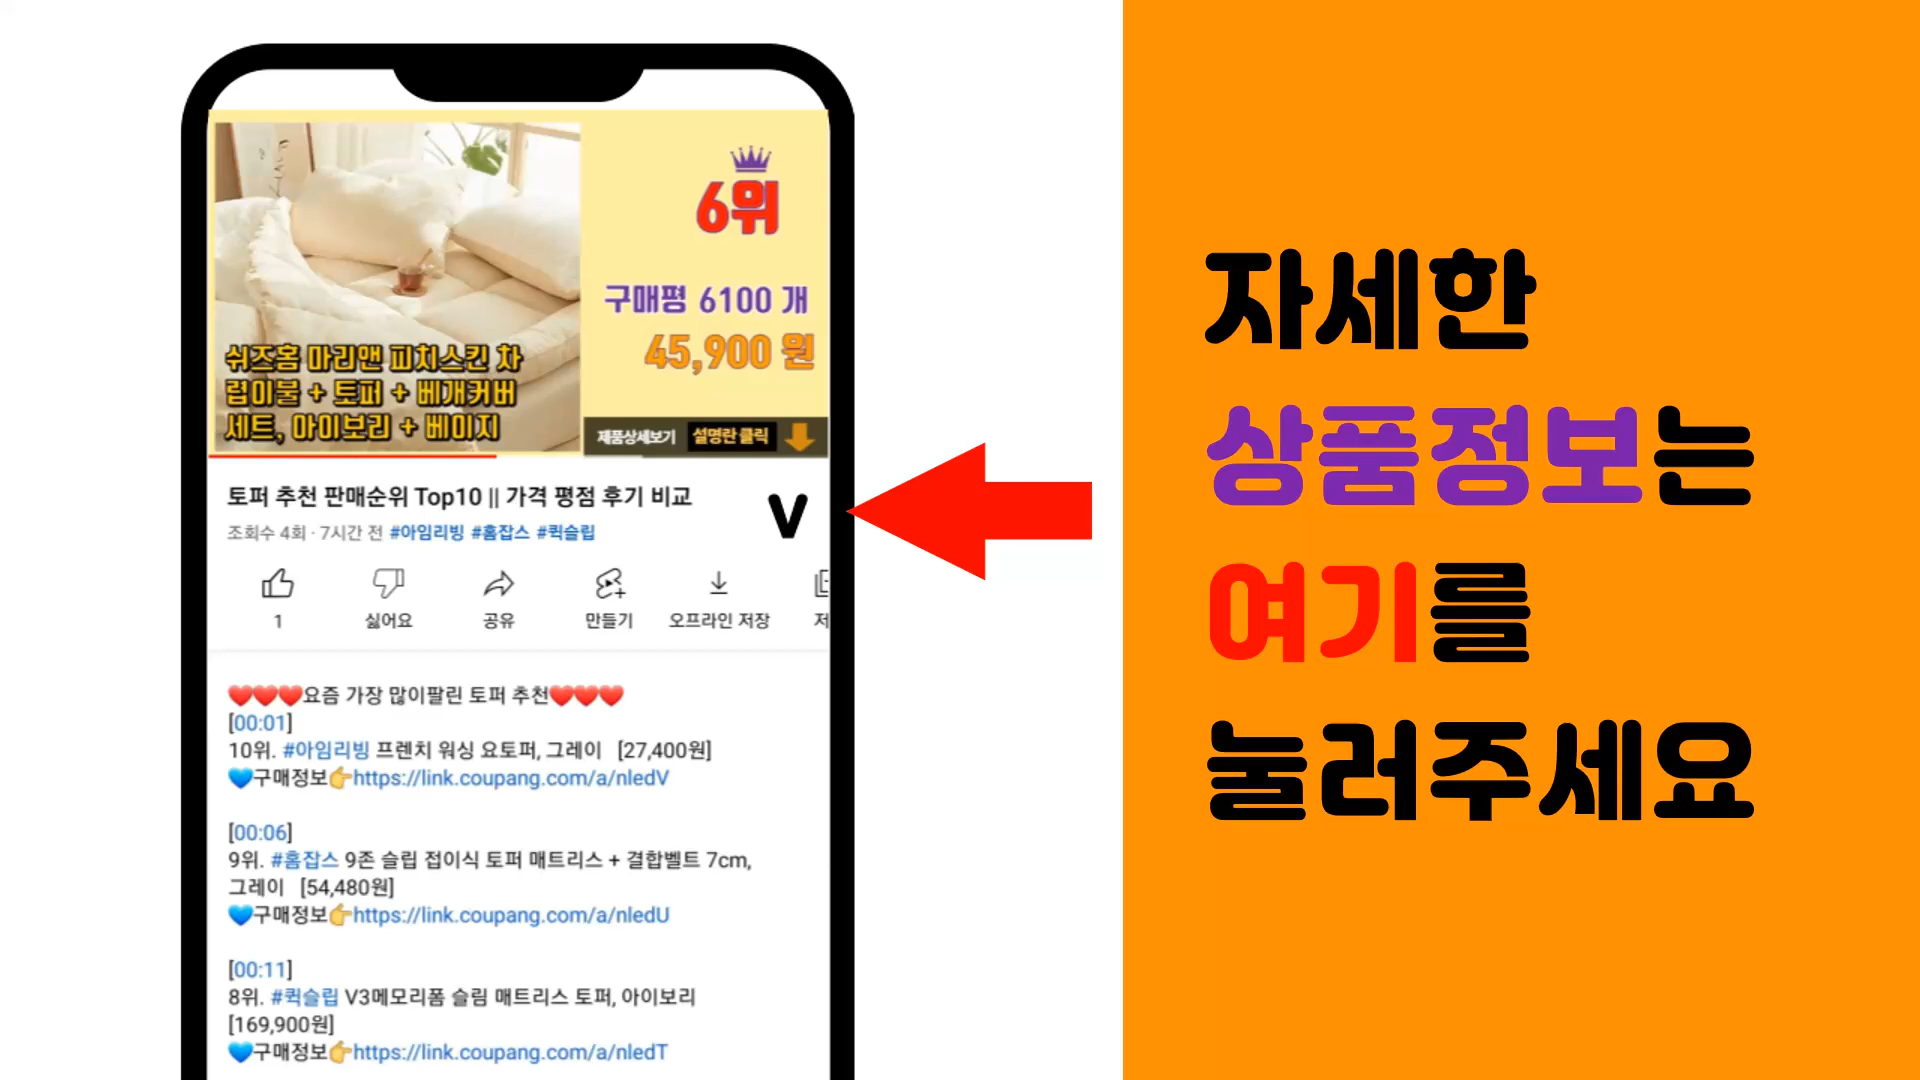 6위
구매평 6100 개
45,900 원
쉬즈홈 마리앤 피치스킨 차
렵이불 + 토퍼 + 베개커버
세트, 아이보리 + 베이지
제품상세보기 설명란 클릭
토퍼 추천 판매순위 Top10 || 가격 평점 후기 비교
V
조회수 4회 · 7시간 전 #아임리빙 #홈잡스 #퀵슬립
1
싫어요
공유
만들기
오프라인 저장
저
❤️❤️❤️요즘 가장 많이팔린 토퍼 추천❤️❤️❤️
[00:01]
10위. #아임리빙 프렌치 워싱 요토퍼, 그레이 [27,400원]
💙구매정보👉https://link.coupang.com/a/nledV
[00:06]
9위. #홈잡스 9존 슬립 접이식 토퍼 매트리스 + 결합벨트 7cm,
그레이 [54,480원]
💙구매정보👉https://link.coupang.com/a/nledU
[00:11]
8위. #퀵슬립 V3메모리폼 슬림 매트리스 토퍼, 아이보리
[169,900원]
💙구매정보👉https://link.coupang.com/a/nledT
자세한
상품정보는
여기를
눌러주세요